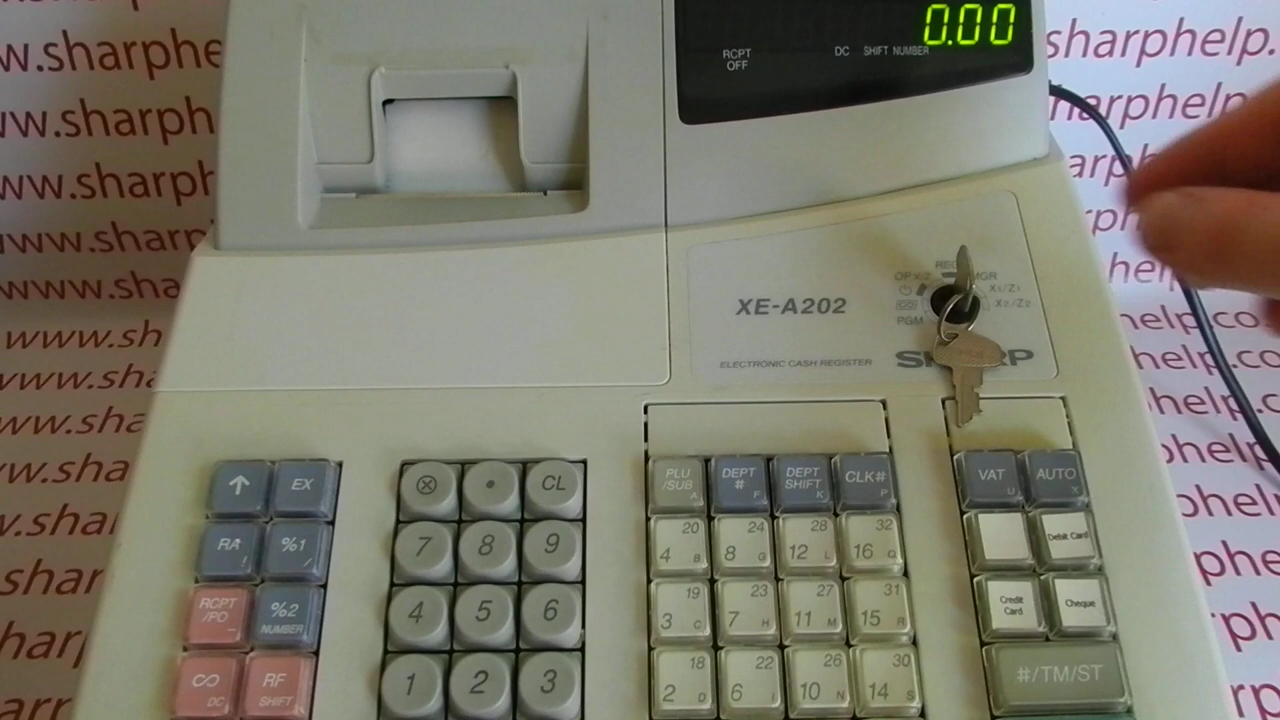 0.00
RCPT OFF
DC SHIFT NUMBER
sharphelp.
REG
OPX/Z
MGR
X1/Z1
X2/Z2
PGM
XE-A202
ELECTRONIC CASH REGISTER
SHARP
↑ EX
⊗ • CL
PLU /SUB A
DEPT # F
DEPT SHIFT K
CLK# P
VAT U
AUTO X
RA
%1 /
7 8 9
20 4 B
24 8 G
28 12 L
32 16 Q
Debit Card
RCPT /PO –
%2 NUMBER
4 5 6
19 3 C
23 7 H
27 11 M
31 15 R
Credit Card
Cheque
∞ DC
RF SHIFT
1 2 3
18 2 D
22 6 I
26 10 N
30 14 S
#/TM/ST
www.sharp